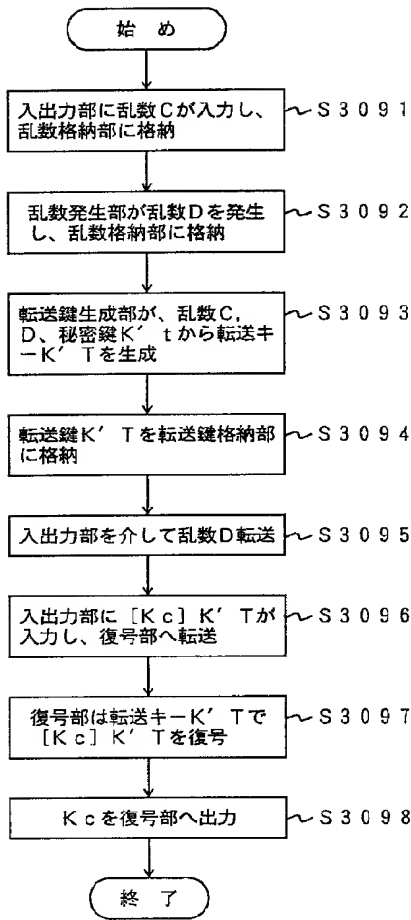 始 め
入出力部に乱数Cが入力し、 S3091
乱数格納部に格納
乱数発生部が乱数Dを発生 S3092
し、乱数格納部に格納
転送鍵生成部が、乱数C, S3093
D、秘密鍵K′tから転送キ
ーK′Tを生成
転送鍵K′Tを転送鍵格納部 S3094
に格納
入出力部を介して乱数D転送 S3095
入出力部に[Kc]K′Tが S3096
入力し、復号部へ転送
復号部は転送キーK′Tで S3097
[Kc]K′Tを復号
Kcを復号部へ出力 S3098
終 了